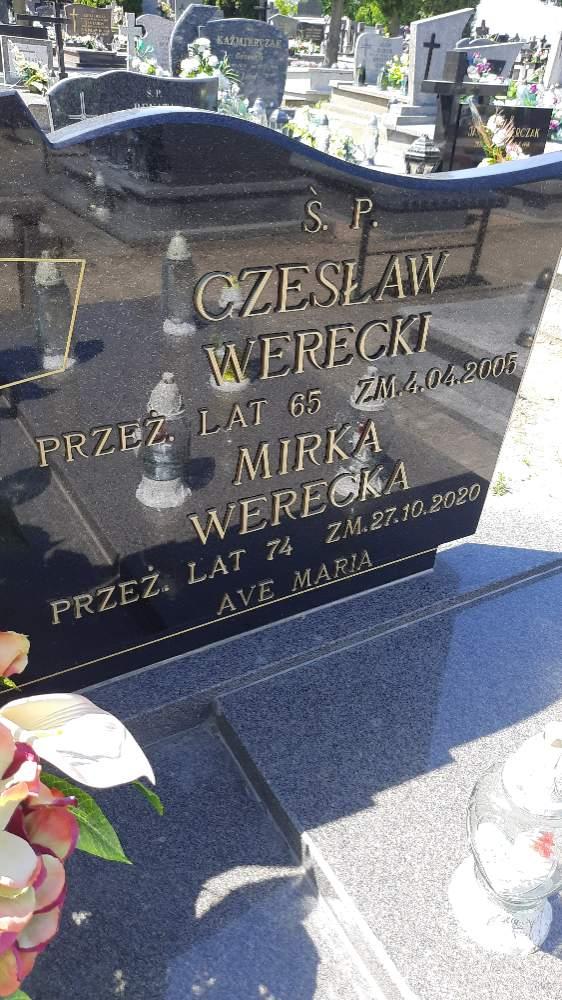 KAŹMIERCZAK
Ś. P.
Ś. P.
CZESŁAW
WERECKI
PRZEŻ. LAT 65 ZM. 4.04.2005
MIRKA
WERECKA
PRZEŻ. LAT 74 ZM. 27.10.2020
AVE MARIA